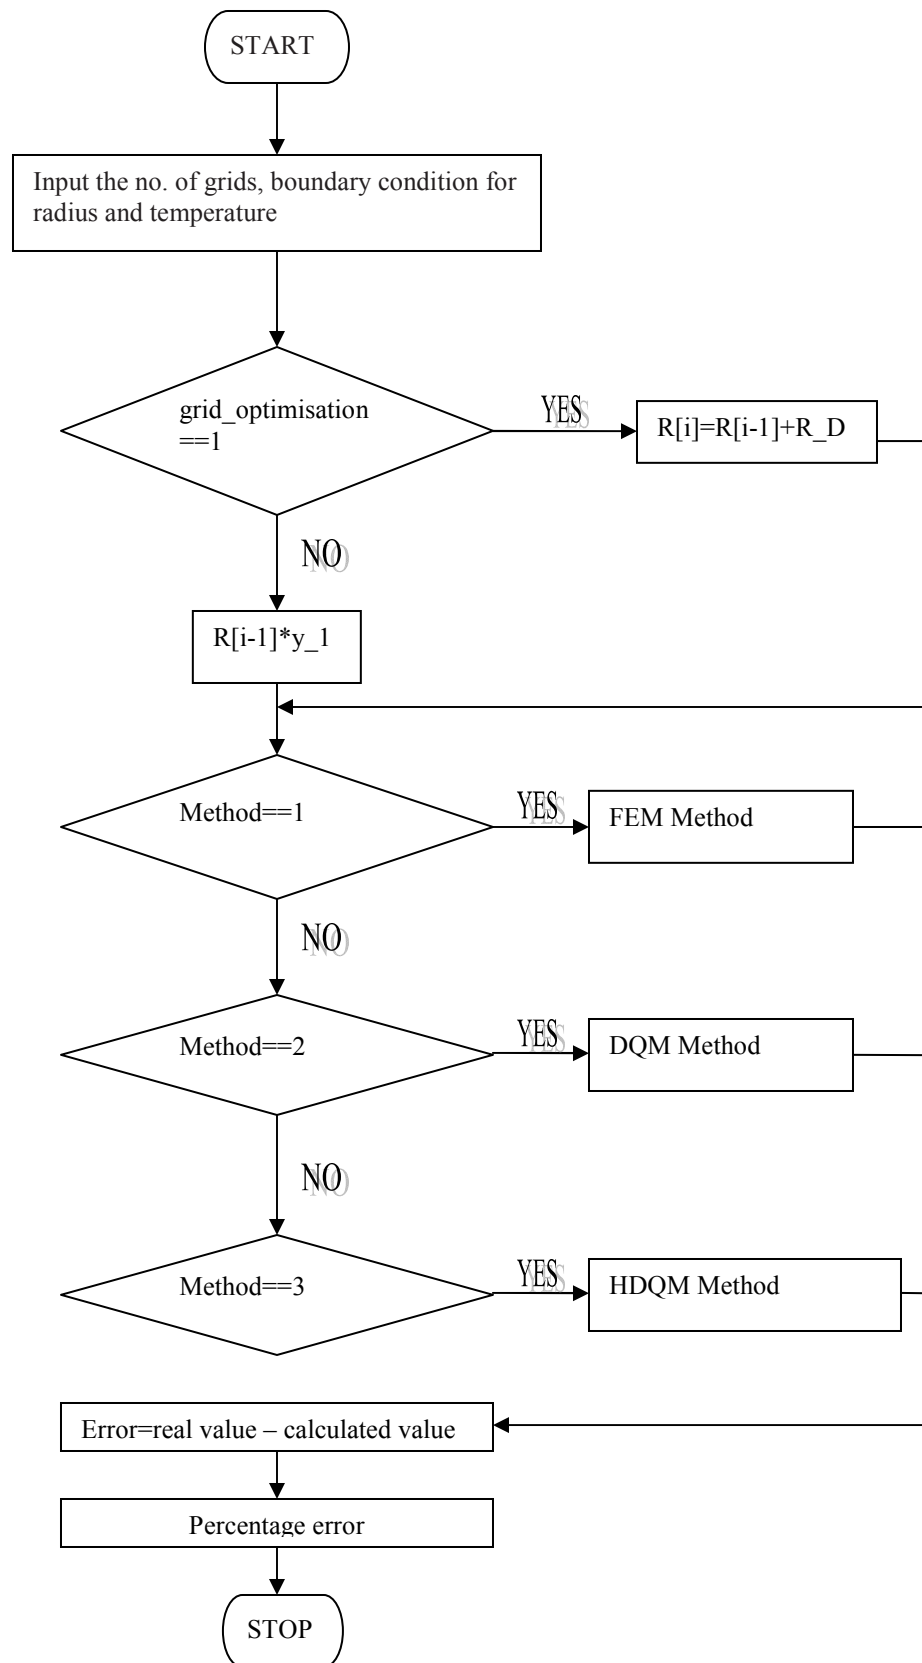 START
Input the no. of grids, boundary condition for
radius and temperature
grid_optimisation
==1
YES
R[i]=R[i-1]+R_D
NO
R[i-1]*y_1
Method==1
YES
FEM Method
NO
Method==2
YES
DQM Method
NO
Method==3
YES
HDQM Method
Error=real value – calculated value
Percentage error
STOP